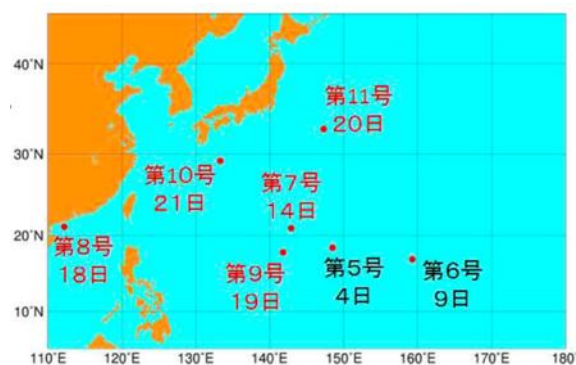 40°N
第11号
20日
30°N
第10号
21日
第7号
14日
20°N
第8号
18日
第9号
19日
第5号
4日
第6号
9日
10°N
110°E
120°E
130°E
140°E
150°E
160°E
170°E
180°